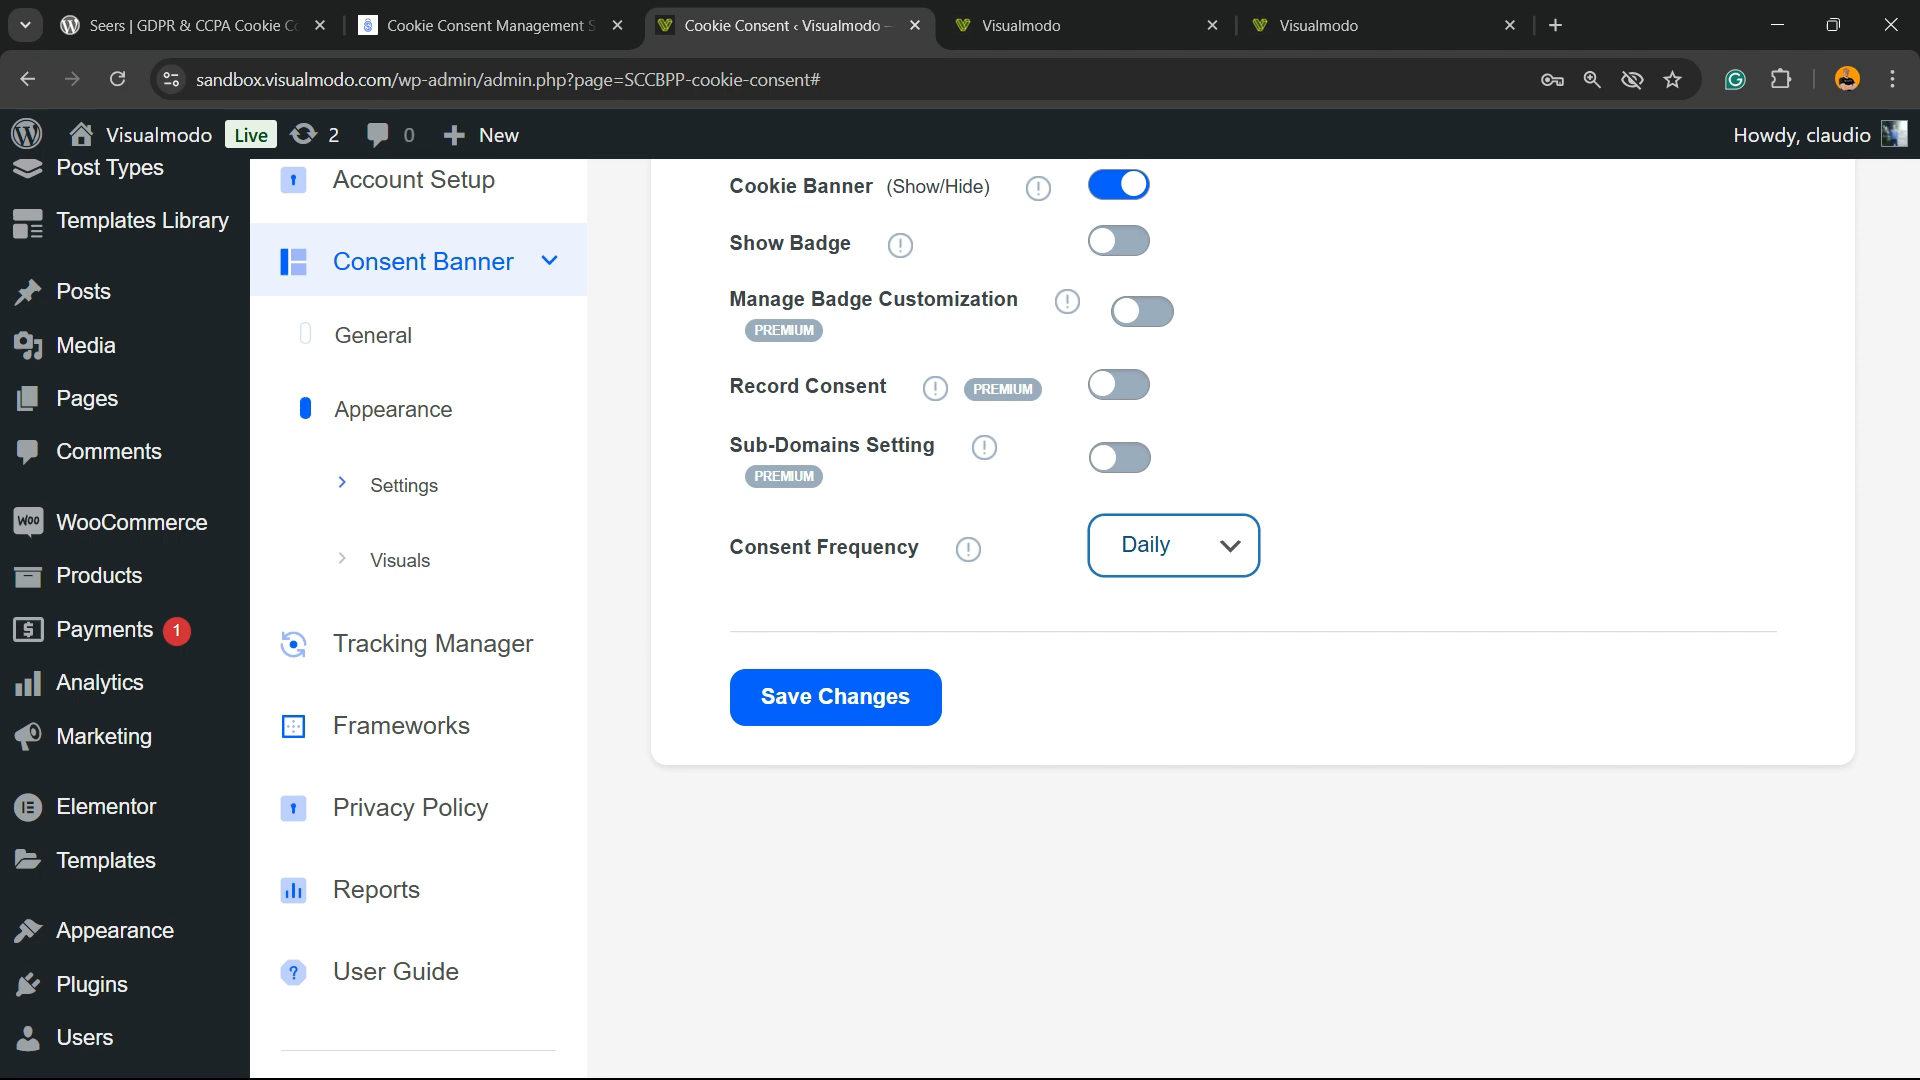 Seers | GDPR & CCPA Cookie Co
Cookie Consent Management S
Cookie Consent ‹ Visualmodo —
Visualmodo
Visualmodo
sandbox.visualmodo.com/wp-admin/admin.php?page=SCCBPP-cookie-consent#
Visualmodo
Live
2
0
New
Howdy, claudio
Post Types
Templates Library
Posts
Media
Pages
Comments
Woo
WooCommerce
Products
Payments
1
Analytics
Marketing
Elementor
Templates
Appearance
Plugins
Users
Account Setup
Consent Banner
General
Appearance
Settings
Visuals
Tracking Manager
Frameworks
Privacy Policy
Reports
User Guide
Cookie Banner (Show/Hide)
Show Badge
Manage Badge Customization
PREMIUM
Record Consent
PREMIUM
Sub-Domains Setting
PREMIUM
Consent Frequency
Daily
Save Changes